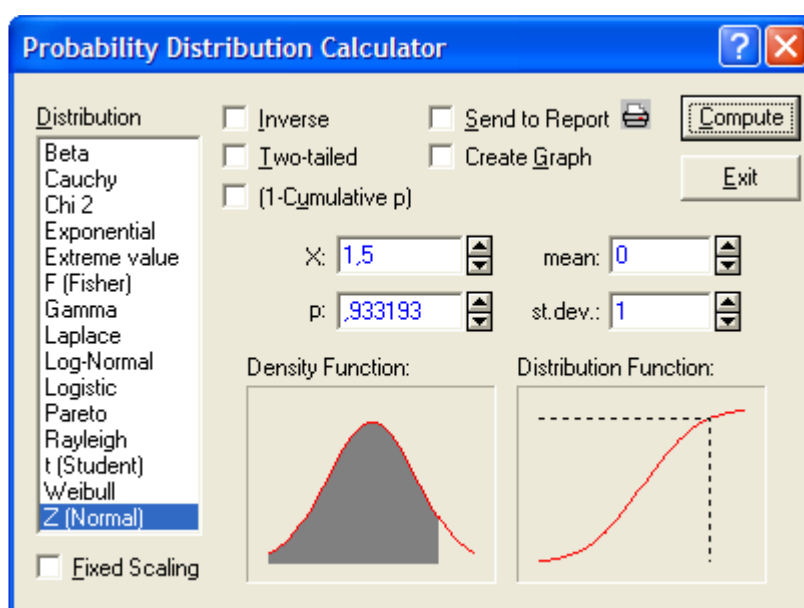 Probability Distribution Calculator
Distribution
Beta
Cauchy
Chi 2
Exponential
Extreme value
F (Fisher)
Gamma
Laplace
Log-Normal
Logistic
Pareto
Rayleigh
t (Student)
Weibull
Z (Normal)
Fixed Scaling
Inverse
Two-tailed
(1-Cumulative p)
Send to Report
Create Graph
Compute
Exit
X: 1,5
mean: 0
p: ,933193
st.dev.: 1
Density Function:
Distribution Function: